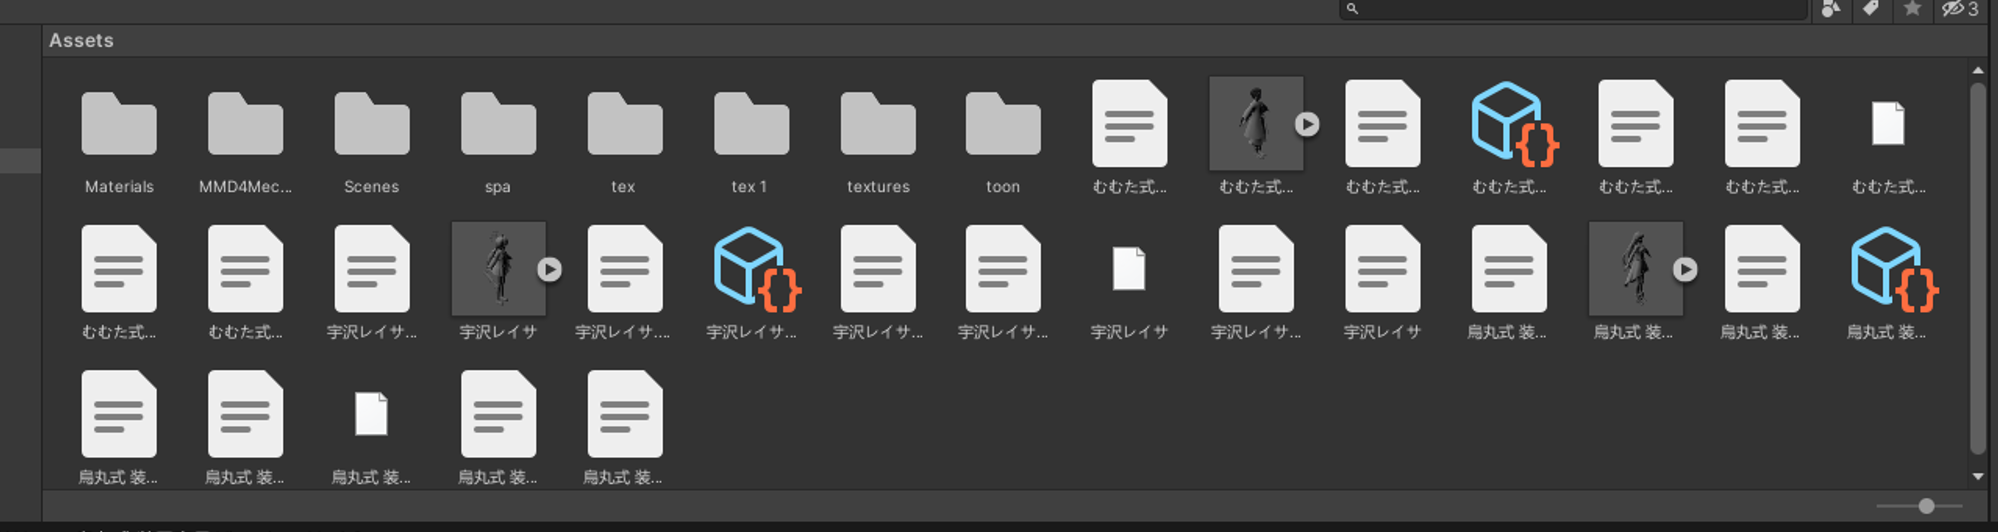 3
Assets
Materials
MMD4Mec...
Scenes
spa
tex
tex 1
textures
toon
むむた式...
むむた式...
むむた式...
むむた式...
むむた式...
むむた式...
むむた式...
むむた式...
むむた式...
宇沢レイサ...
宇沢レイサ
宇沢レイサ....
宇沢レイサ...
宇沢レイサ...
宇沢レイサ...
宇沢レイサ
宇沢レイサ...
宇沢レイサ
烏丸式 装...
烏丸式 装...
烏丸式 装...
烏丸式 装...
烏丸式 装...
烏丸式 装...
烏丸式 装...
烏丸式 装...
烏丸式 装...